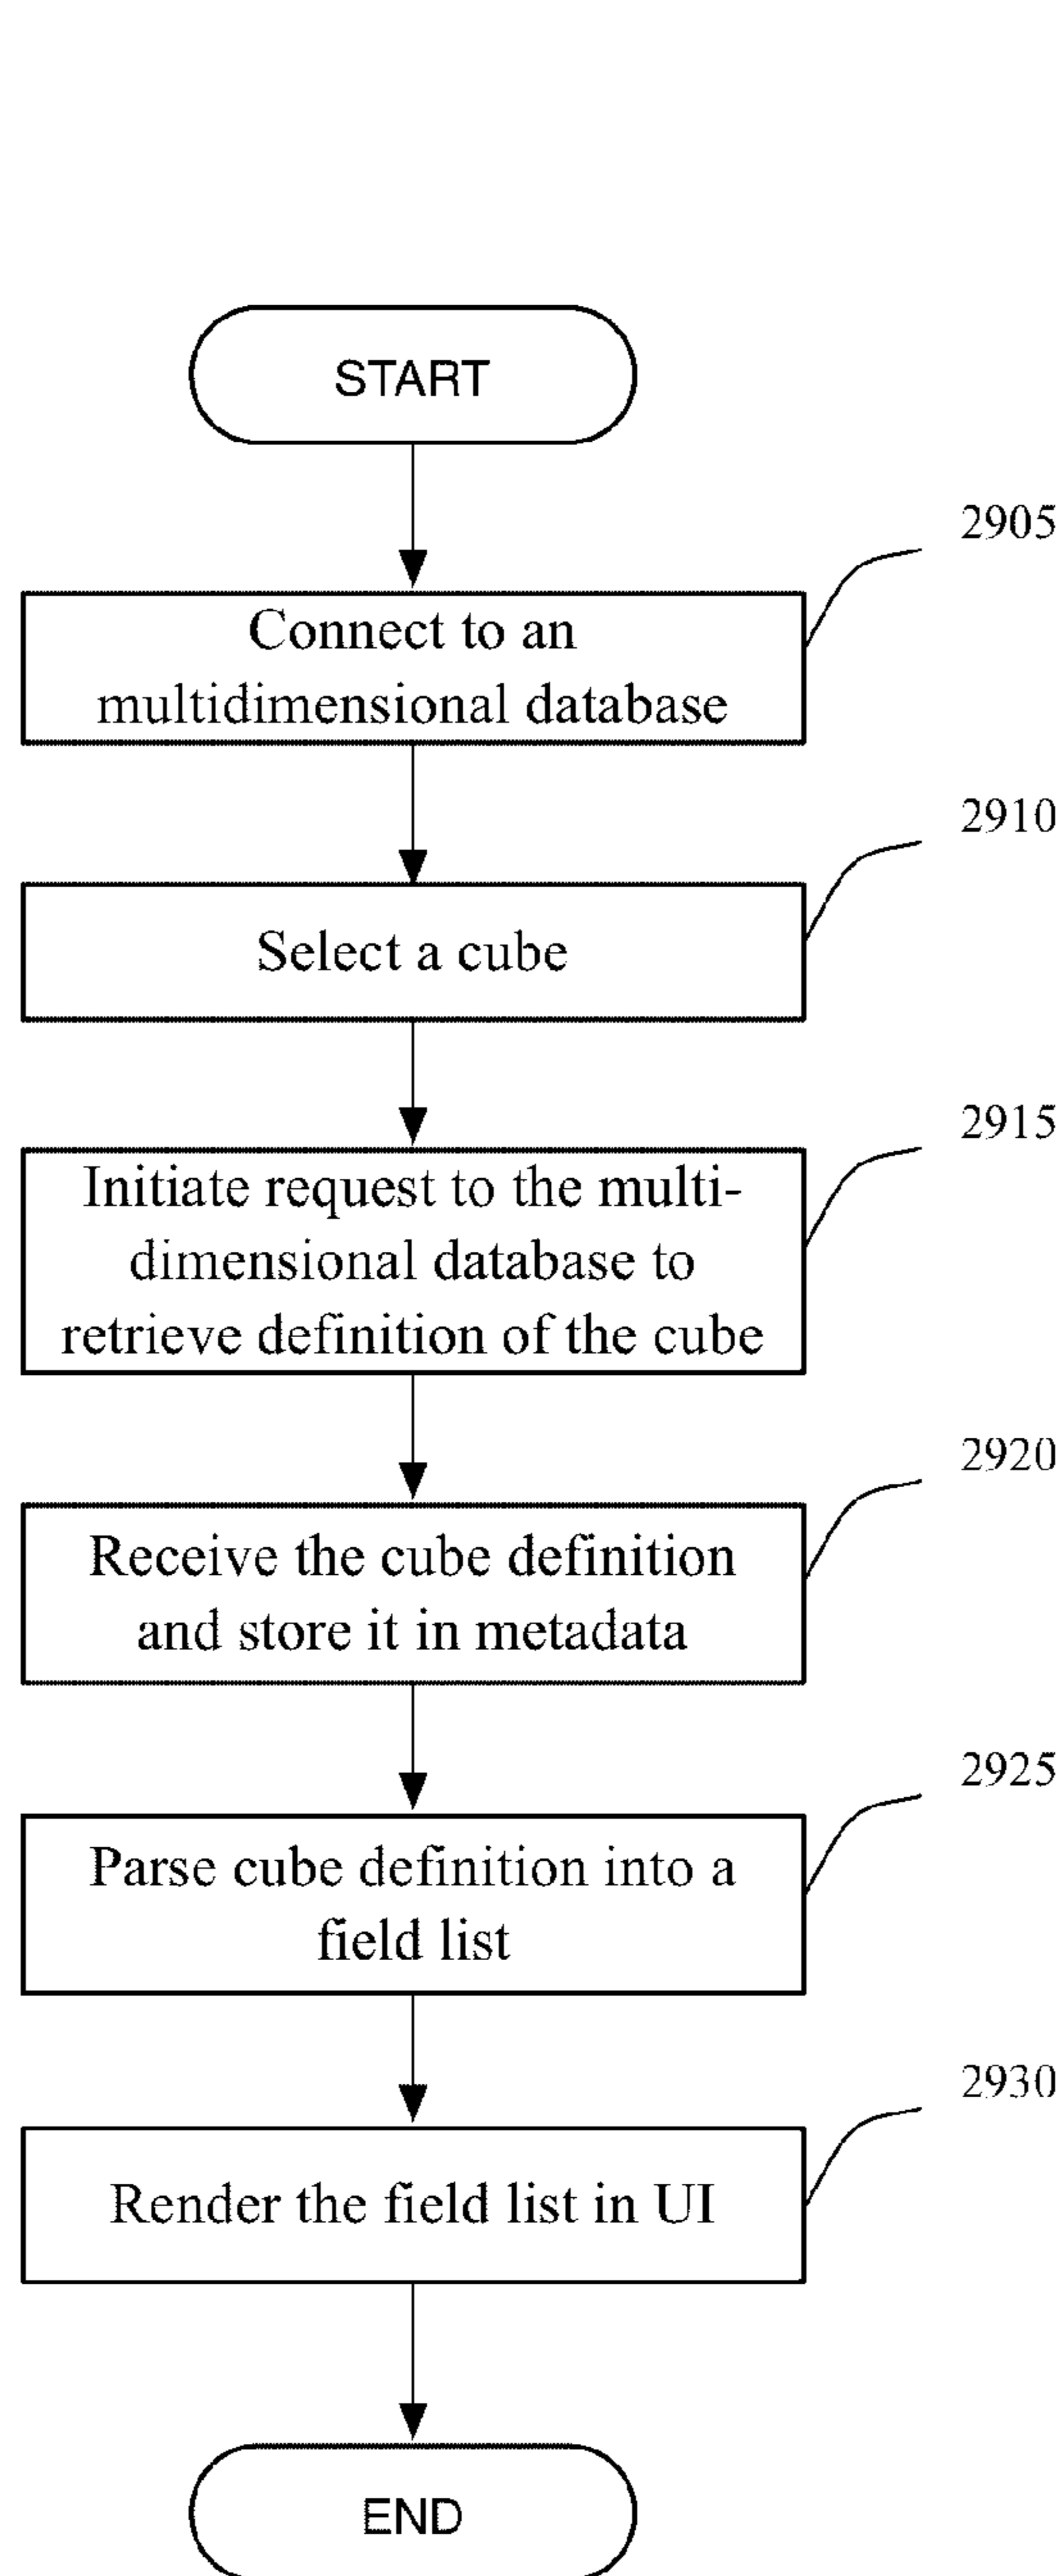 START
2905
Connect to an
multidimensional database
2910
Select a cube
2915
Initiate request to the multi-
dimensional database to
retrieve definition of the cube
2920
Receive the cube definition
and store it in metadata
2925
Parse cube definition into a
field list
2930
Render the field list in UI
END